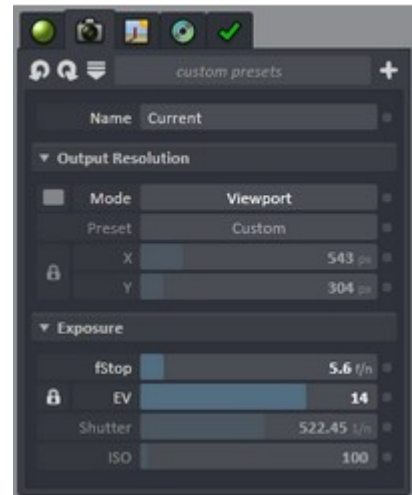 custom presets
Name Current
Output Resolution
Mode Viewport
Preset Custom
X 543 px
Y 304 px
Exposure
fStop 5.6 f/n
EV 14
Shutter 522.45 1/n
ISO 100